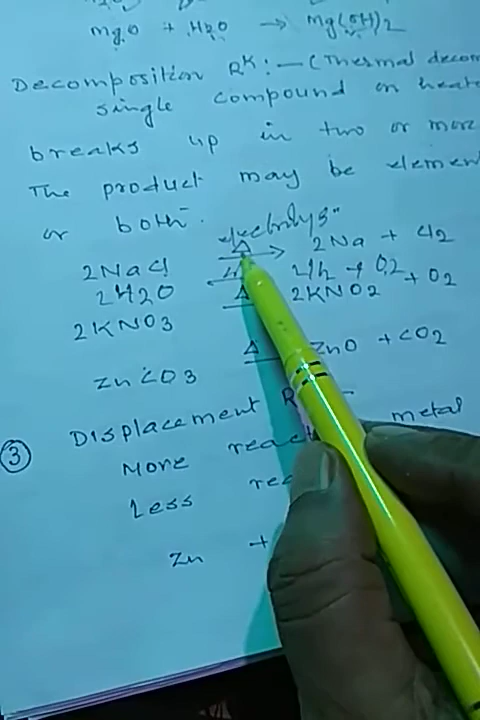 MgO + H2O → Mg(OH)2
Decomposition RK:- (Thermal decom
single compound on heat
breaks up in two or more
The product may be elemen
or both.
2NaCl Δ→ 2Na + Cl2
2H2O 2H2 + O2
2KNO3 Δ 2KNO2 + O2
ZnCO3 Δ ZnO + CO2
③ Displacement R
More reac metal
Less rea
Zn +